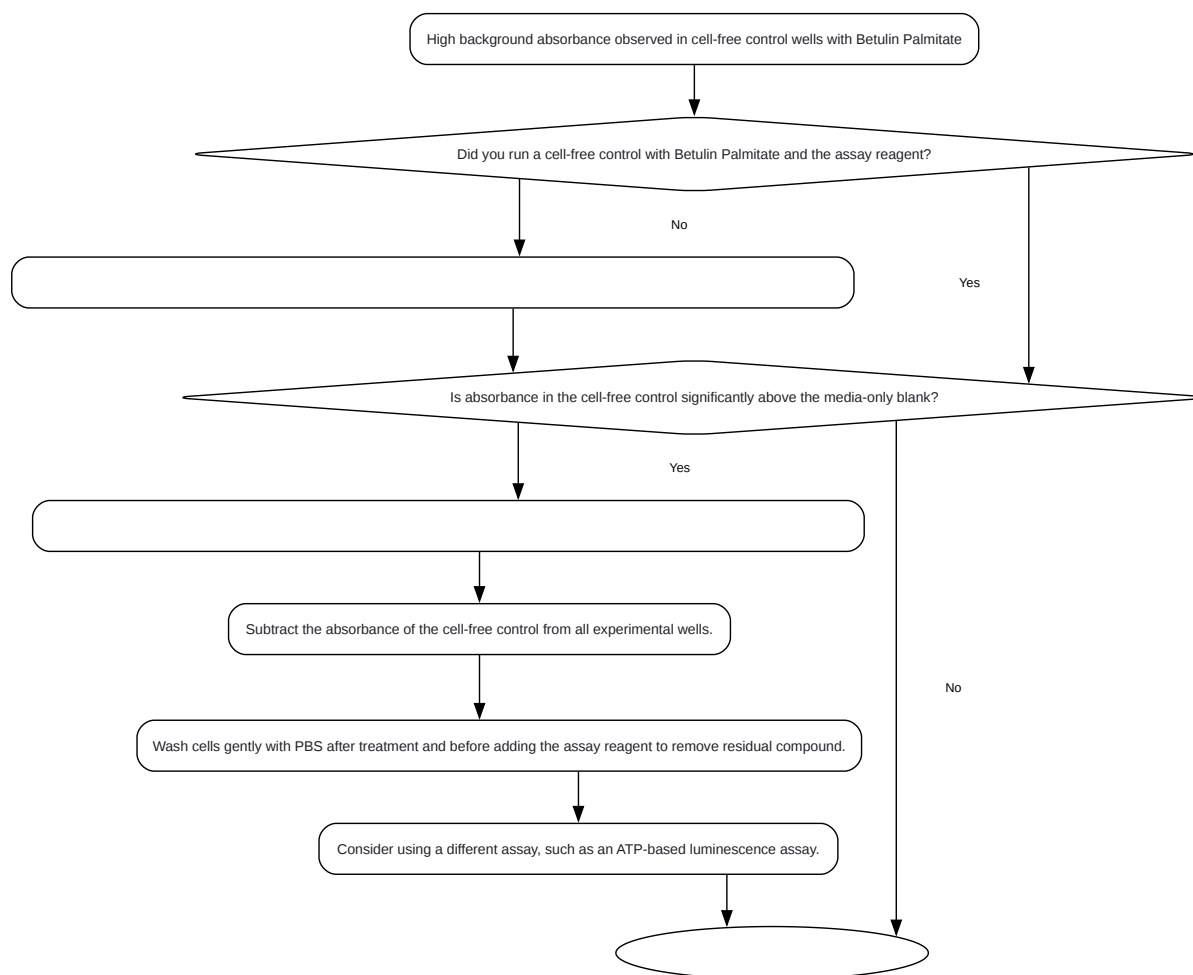 High background absorbance observed in cell-free control wells with Betulin Palmitate
Did you run a cell-free control with Betulin Palmitate and the assay reagent?
No
Yes
Is absorbance in the cell-free control significantly above the media-only blank?
Yes
Subtract the absorbance of the cell-free control from all experimental wells.
No
Wash cells gently with PBS after treatment and before adding the assay reagent to remove residual compound.
Consider using a different assay, such as an ATP-based luminescence assay.